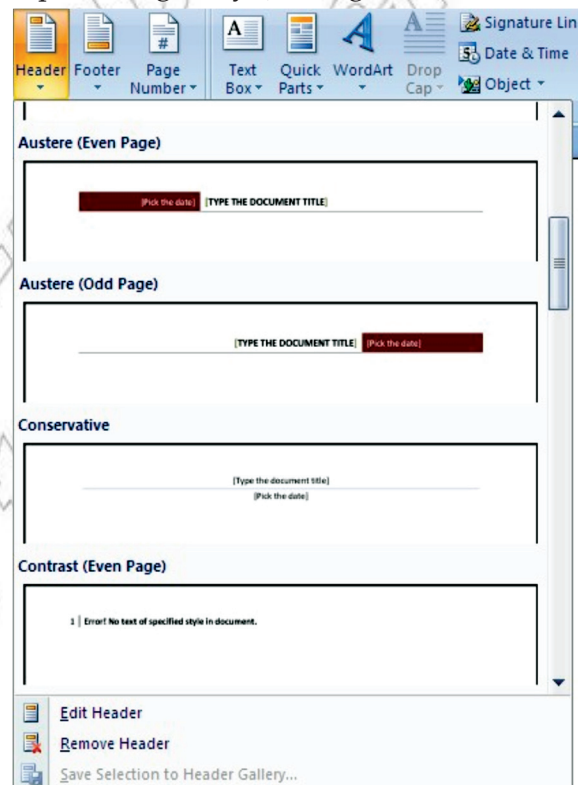 Header Footer Page Number Text Box Quick Parts WordArt Drop Cap
Signature Lin
Date & Time
Object
Austere (Even Page)
[Pick the date] [TYPE THE DOCUMENT TITLE]
Austere (Odd Page)
[TYPE THE DOCUMENT TITLE] [Pick the date]
Conservative
[Type the document title]
[Pick the date]
Contrast (Even Page)
1 | Error! No text of specified style in document.
Edit Header
Remove Header
Save Selection to Header Gallery...